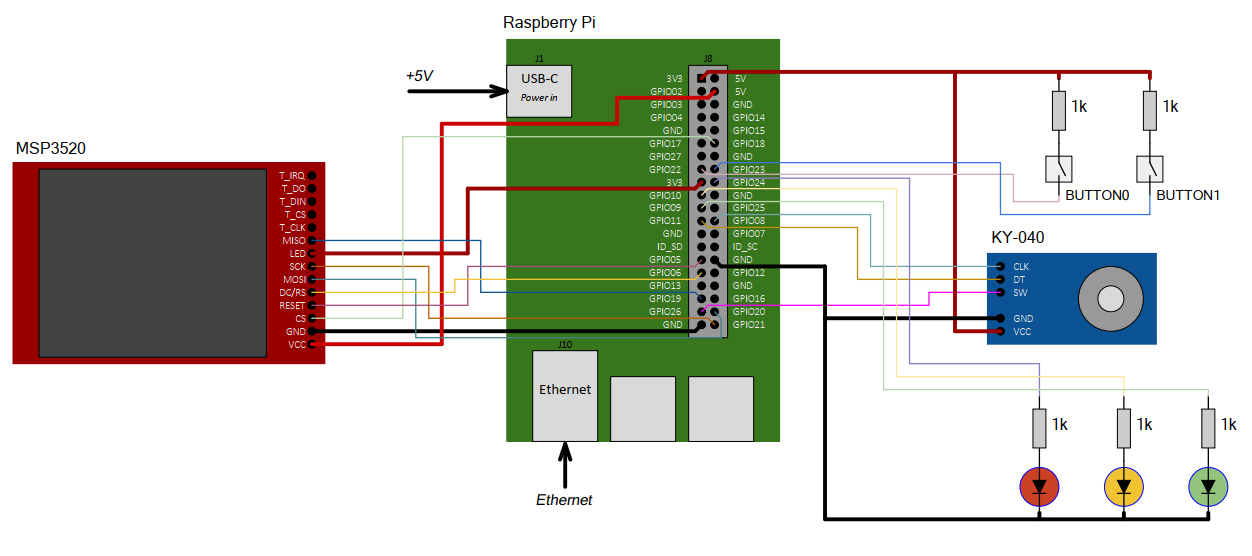 Raspberry Pi
J1
J8
+5V
USB-C
Power in
3V3 5V
GPIO02 5V
GPIO03 GND
GPIO04 GPIO14
GND GPIO15
GPIO17 GPIO18
GPIO27 GND
GPIO22 GPIO23
3V3 GPIO24
GPIO10 GND
GPIO09 GPIO25
GPIO11 GPIO08
GND GPIO07
ID_SD ID_SC
GPIO05 GND
GPIO06 GPIO12
GPIO13 GND
GPIO19 GPIO16
GPIO26 GPIO20
GND GPIO21
J10
Ethernet
Ethernet
MSP3520
T_IRQ
T_DO
T_DIN
T_CS
T_CLK
MISO
LED
SCK
MOSI
DC/RS
RESET
CS
GND
VCC
1k 1k
BUTTON0 BUTTON1
KY-040
CLK
DT
SW
GND
VCC
1k 1k 1k